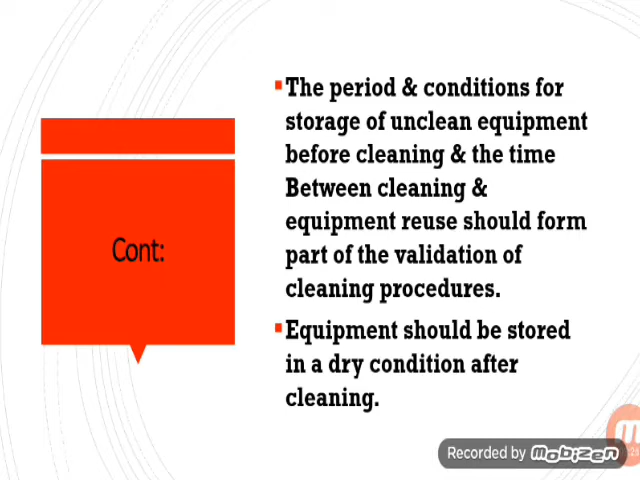 Cont:
▪The period & conditions for
storage of unclean equipment
before cleaning & the time
Between cleaning &
equipment reuse should form
part of the validation of
cleaning procedures.
▪Equipment should be stored
in a dry condition after
cleaning.
Recorded by mobizen